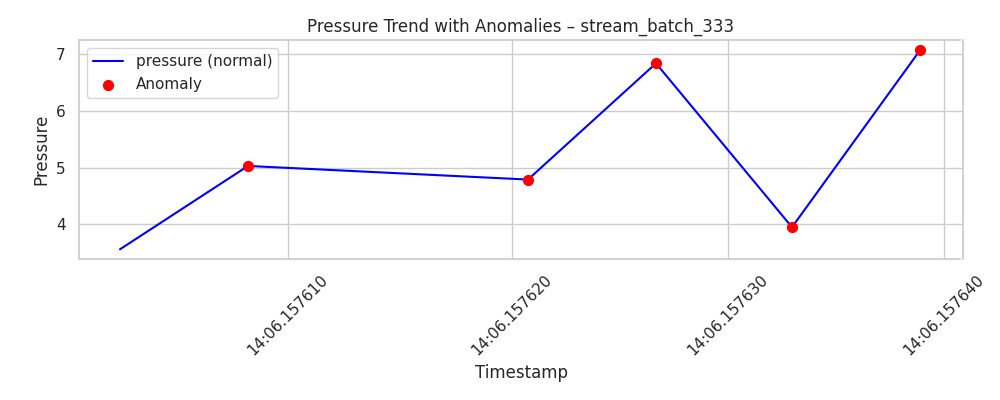 Pressure Trend with Anomalies – stream_batch_333
pressure (normal)
Anomaly
Pressure
7
6
5
4
14:06.157610
14:06.157620
14:06.157630
14:06.157640
Timestamp